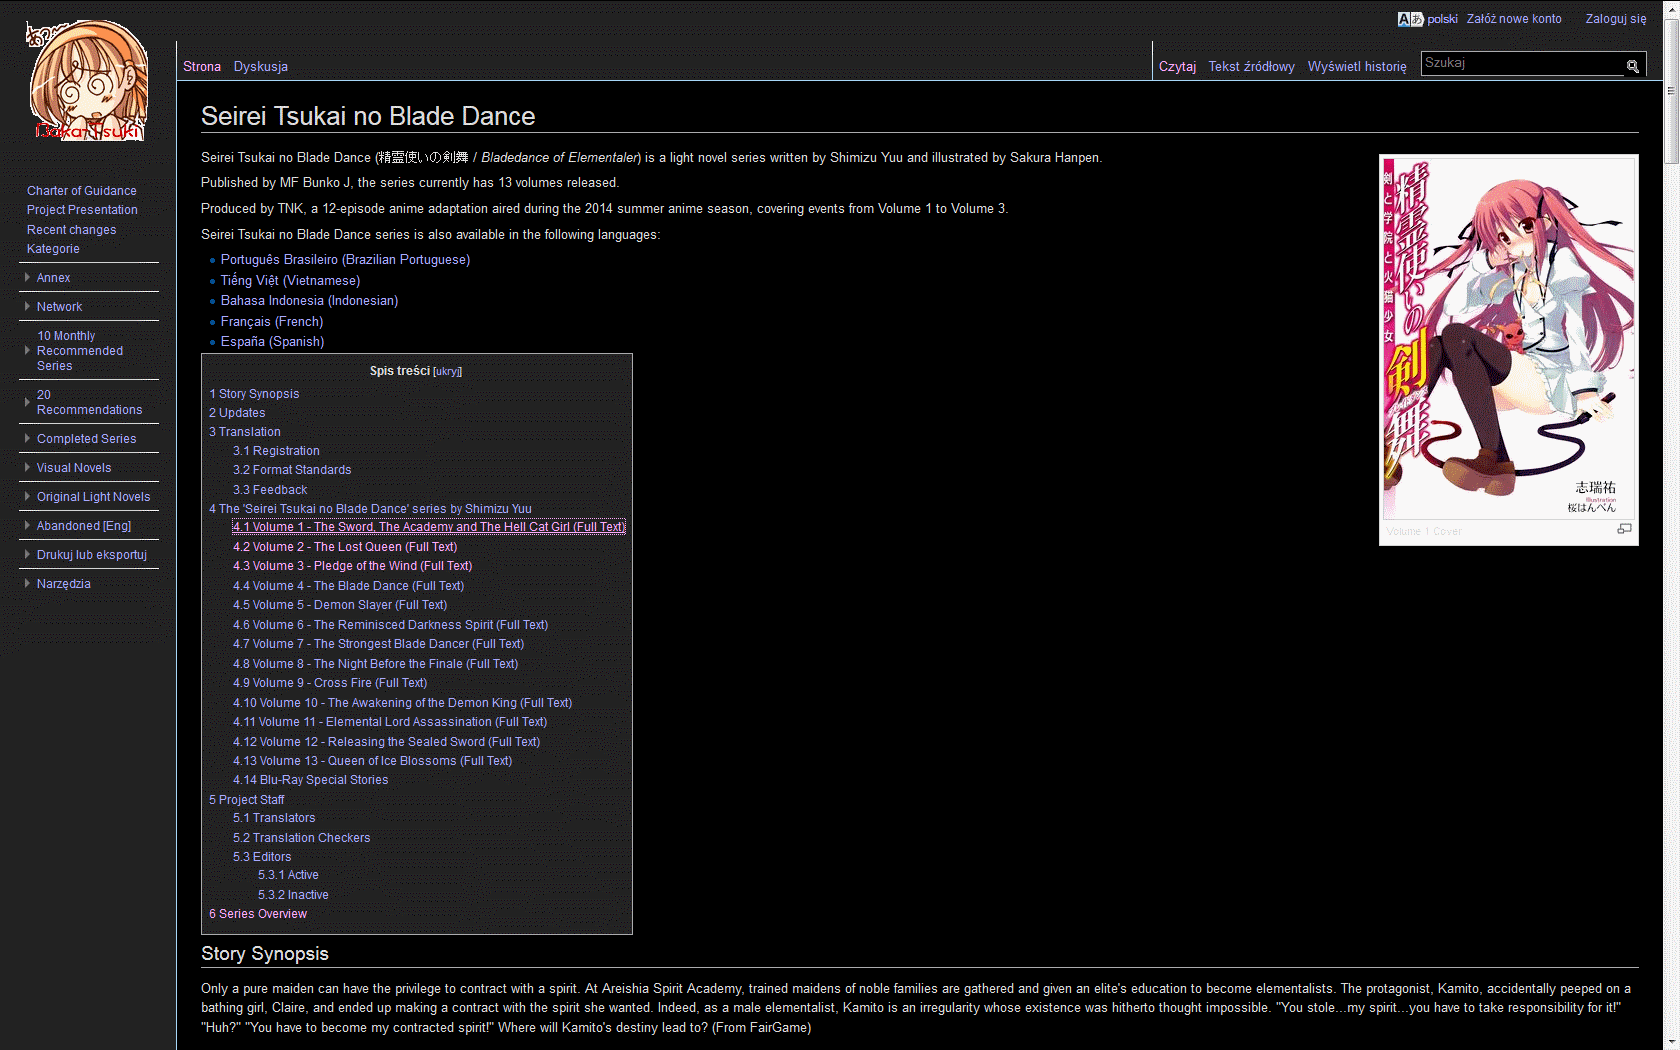 あ
Baka-Tsuki
polski Załóż nowe konto Zaloguj się
Strona Dyskusja
Czytaj Tekst źródłowy Wyświetl historię Szukaj
Charter of Guidance
Project Presentation
Recent changes
Kategorie
Annex
Network
10 Monthly
Recommended
Series
20
Recommendations
Completed Series
Visual Novels
Original Light Novels
Abandoned [Eng]
Drukuj lub eksportuj
Narzędzia
Seirei Tsukai no Blade Dance
Seirei Tsukai no Blade Dance (精霊使いの剣舞 / Bladedance of Elementaler) is a light novel series written by Shimizu Yuu and illustrated by Sakura Hanpen.
Published by MF Bunko J, the series currently has 13 volumes released.
Produced by TNK, a 12-episode anime adaptation aired during the 2014 summer anime season, covering events from Volume 1 to Volume 3.
Seirei Tsukai no Blade Dance series is also available in the following languages:
Português Brasileiro (Brazilian Portuguese)
Tiếng Việt (Vietnamese)
Bahasa Indonesia (Indonesian)
Français (French)
España (Spanish)
Spis treści [ukryj]
1 Story Synopsis
2 Updates
3 Translation
3.1 Registration
3.2 Format Standards
3.3 Feedback
4 The 'Seirei Tsukai no Blade Dance' series by Shimizu Yuu
4.1 Volume 1 - The Sword, The Academy and The Hell Cat Girl (Full Text)
4.2 Volume 2 - The Lost Queen (Full Text)
4.3 Volume 3 - Pledge of the Wind (Full Text)
4.4 Volume 4 - The Blade Dance (Full Text)
4.5 Volume 5 - Demon Slayer (Full Text)
4.6 Volume 6 - The Reminisced Darkness Spirit (Full Text)
4.7 Volume 7 - The Strongest Blade Dancer (Full Text)
4.8 Volume 8 - The Night Before the Finale (Full Text)
4.9 Volume 9 - Cross Fire (Full Text)
4.10 Volume 10 - The Awakening of the Demon King (Full Text)
4.11 Volume 11 - Elemental Lord Assassination (Full Text)
4.12 Volume 12 - Releasing the Sealed Sword (Full Text)
4.13 Volume 13 - Queen of Ice Blossoms (Full Text)
4.14 Blu-Ray Special Stories
5 Project Staff
5.1 Translators
5.2 Translation Checkers
5.3 Editors
5.3.1 Active
5.3.2 Inactive
6 Series Overview
精霊使いの剣舞
剣と学院と火猫少女
志瑞祐
Illustration
桜はんぺん
Volume 1 Cover
Story Synopsis
Only a pure maiden can have the privilege to contract with a spirit. At Areishia Spirit Academy, trained maidens of noble families are gathered and given an elite's education to become elementalists. The protagonist, Kamito, accidentally peeped on a
bathing girl, Claire, and ended up making a contract with the spirit she wanted. Indeed, as a male elementalist, Kamito is an irregularity whose existence was hitherto thought impossible. "You stole...my spirit...you have to take responsibility for it!"
"Huh?" "You have to become my contracted spirit!" Where will Kamito's destiny lead to? (From FairGame)